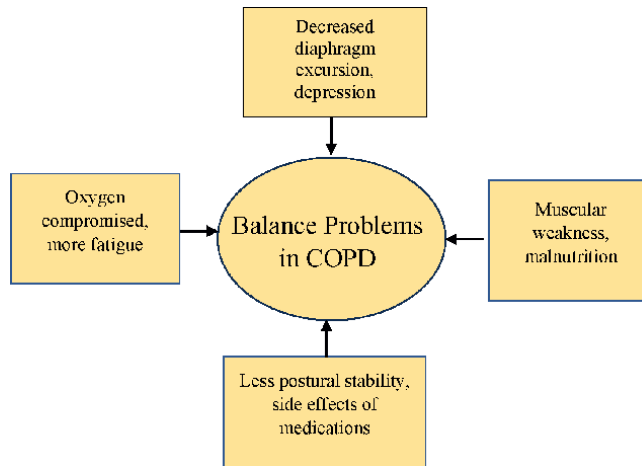 Decreased
diaphragm
excursion,
depression
Oxygen
compromised,
more fatigue
Balance Problems
in COPD
Muscular
weakness,
malnutrition
Less postural stability,
side effects of
medications